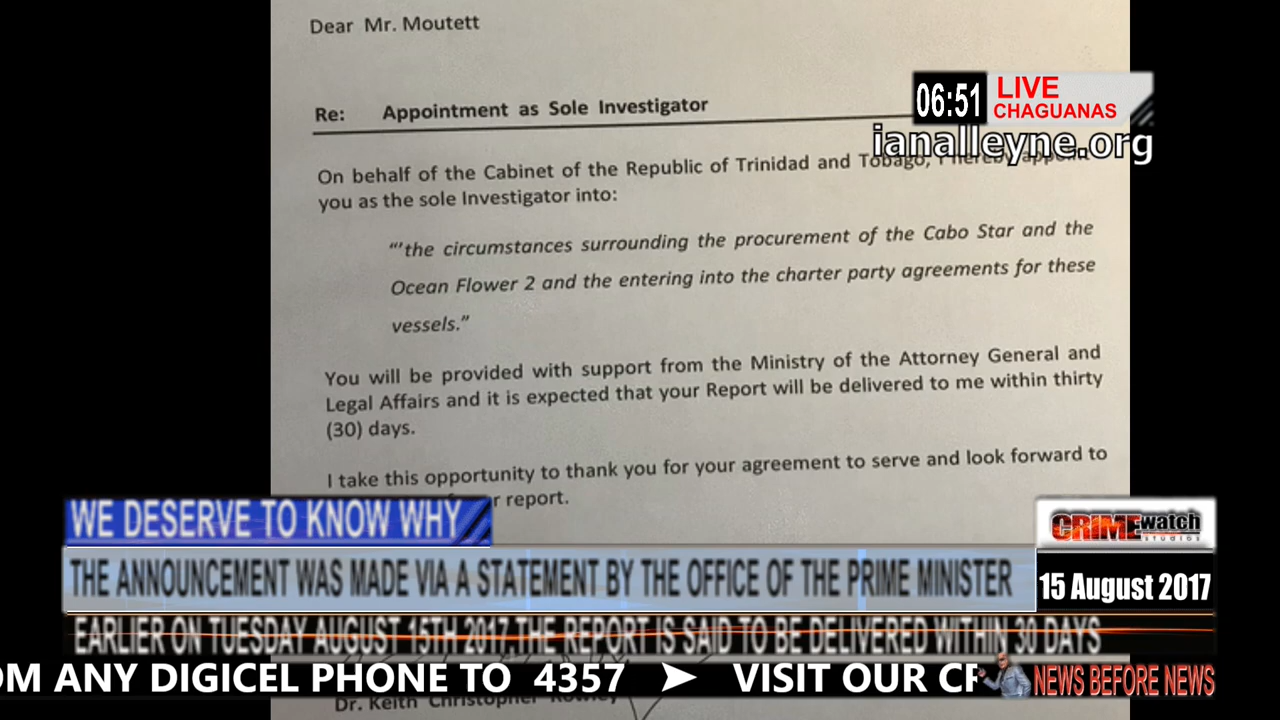 Dear Mr. Moutett
Re: Appointment as Sole Investigator
06:51
LIVE
CHAGUANAS
ianalleyne.org
On behalf of the Cabinet of the Republic of Trinidad and Tobago, I hereby
you as the sole Investigator into:
“‘the circumstances surrounding the procurement of the Cabo Star and the
Ocean Flower 2 and the entering into the charter party agreements for these
vessels.”
You will be provided with support from the Ministry of the Attorney General and
Legal Affairs and it is expected that your Report will be delivered to me within thirty
(30) days.
I take this opportunity to thank you for your agreement to serve and look forward to
report.
WE DESERVE TO KNOW WHY
CRIMEwatch
studios
THE ANNOUNCEMENT WAS MADE VIA A STATEMENT BY THE OFFICE OF THE PRIME MINISTER
15 August 2017
EARLIER ON TUESDAY AUGUST 15TH 2017.THE REPORT IS SAID TO BE DELIVERED WITHIN 30 DAYS
OM ANY DIGICEL PHONE TO 4357 ➤ VISIT OUR CR
NEWS BEFORE NEWS
Dr. Keith Christopher Rowley